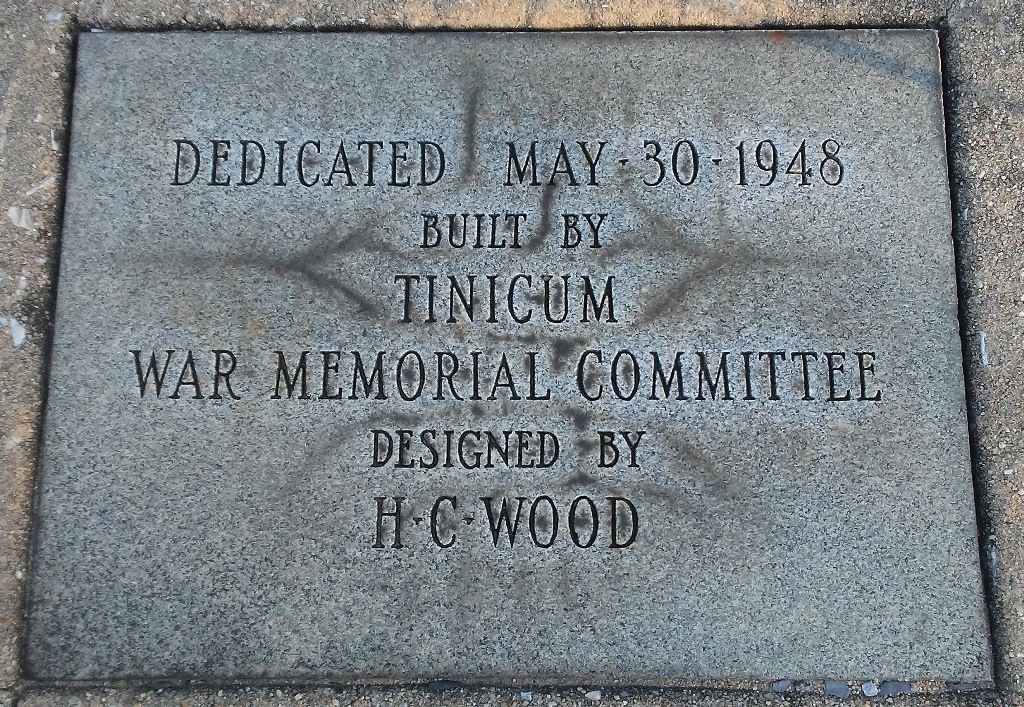 DEDICATED MAY·30·1948
BUILT BY
TINICUM
WAR MEMORIAL COMMITTEE
DESIGNED BY
H·C·WOOD